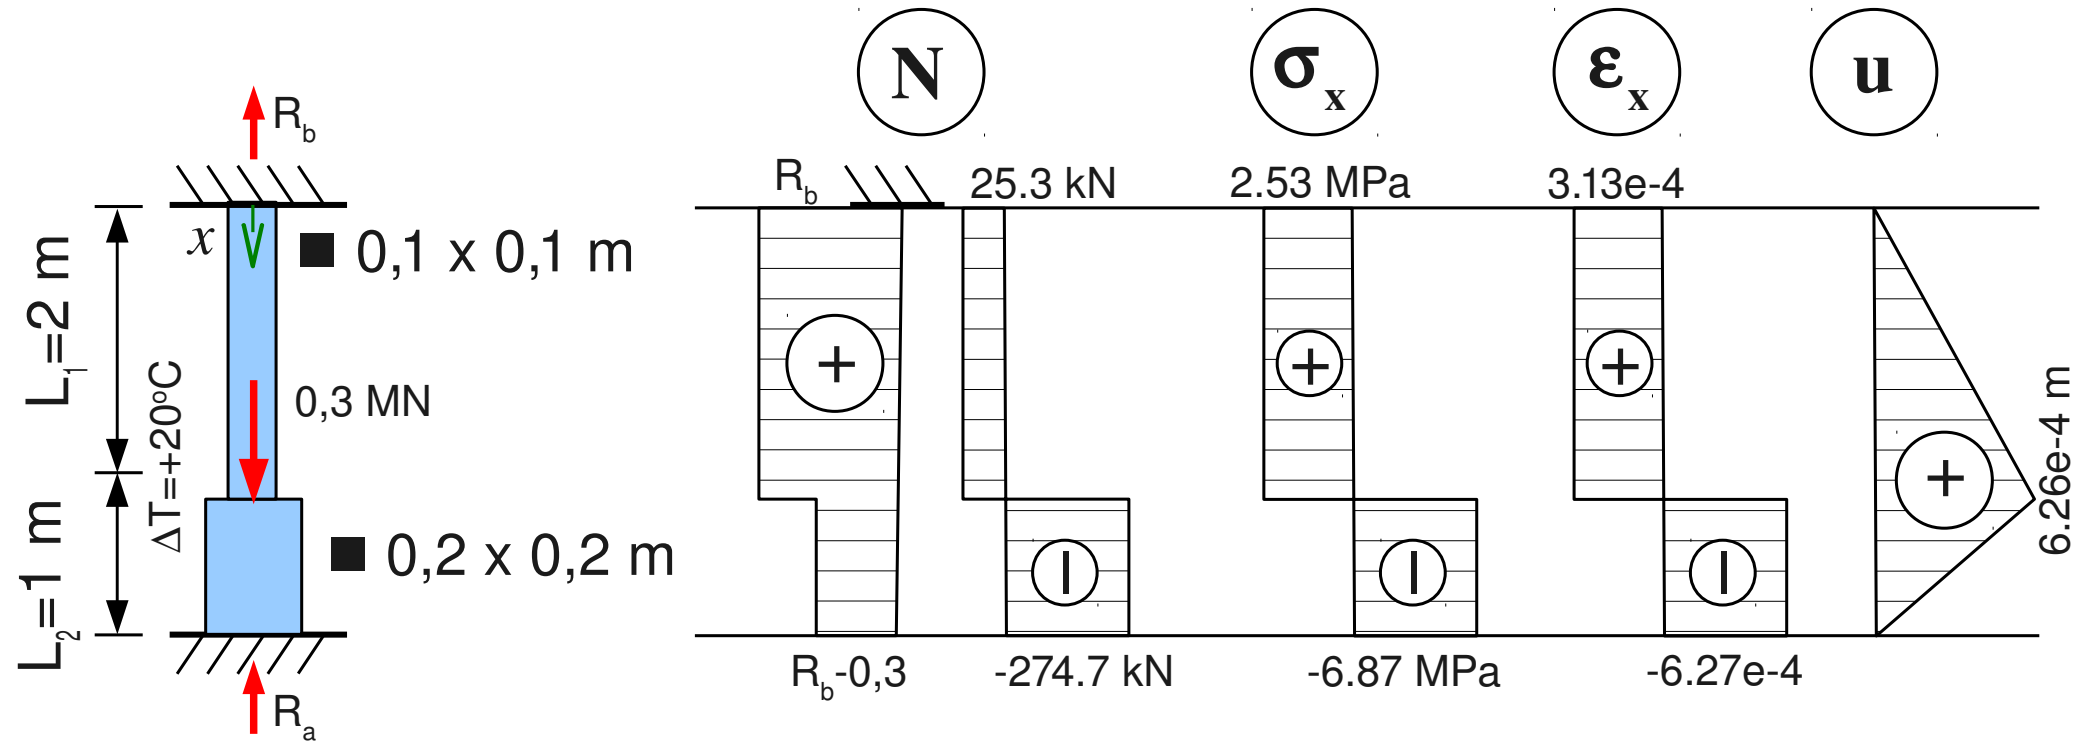 N
σx
εx
u
Rb
Rb
25.3 kN
2.53 MPa
3.13e-4
x
0,1 x 0,1 m
L1=2 m
ΔT=+20ºC
0,3 MN
6.26e-4 m
L2=1 m
0,2 x 0,2 m
Rb-0,3
-274.7 kN
-6.87 MPa
-6.27e-4
Ra